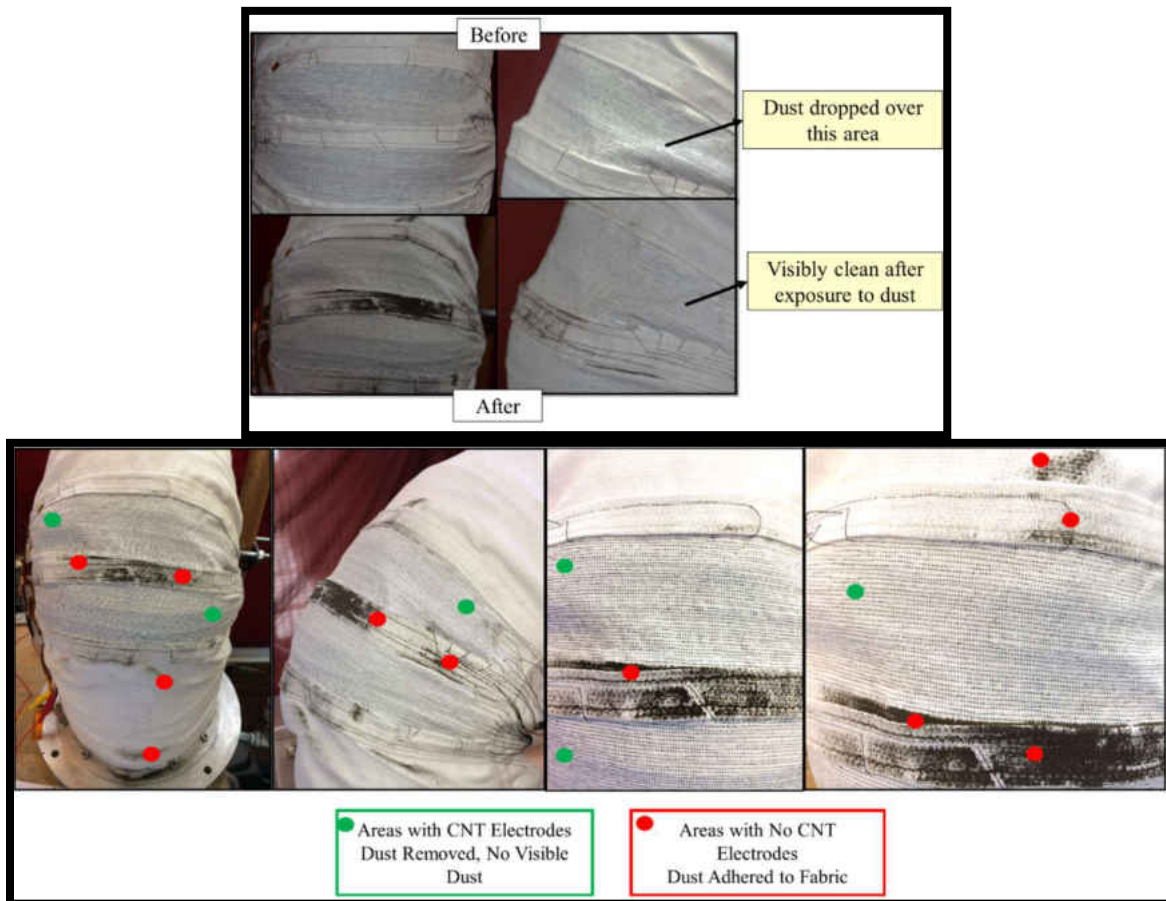 Before
Dust dropped over
this area
Visibly clean after
exposure to dust
After
Areas with CNT Electrodes
Dust Removed, No Visible
Dust
Areas with No CNT
Electrodes
Dust Adhered to Fabric